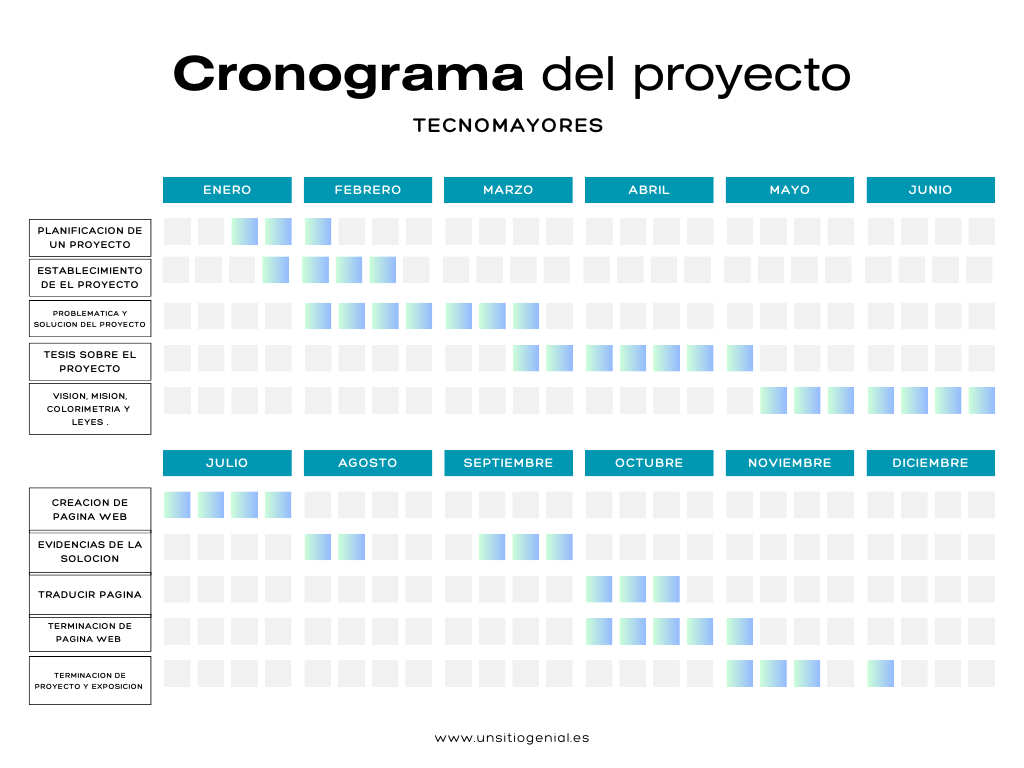 Cronograma del proyecto
TECNOMAYORES
ENERO FEBRERO MARZO ABRIL MAYO JUNIO
PLANIFICACION DE
UN PROYECTO
ESTABLECIMIENTO
DE EL PROYECTO
PROBLEMATICA Y
SOLUCION DEL PROYECTO
TESIS SOBRE EL
PROYECTO
VISION, MISION,
COLORIMETRIA Y
LEYES .
JULIO AGOSTO SEPTIEMBRE OCTUBRE NOVIEMBRE DICIEMBRE
CREACION DE
PAGINA WEB
EVIDENCIAS DE LA
SOLOCION
TRADUCIR PAGINA
TERMINACION DE
PAGINA WEB
TERMINACION DE
PROYECTO Y EXPOSICION
www.unsitiogenial.es